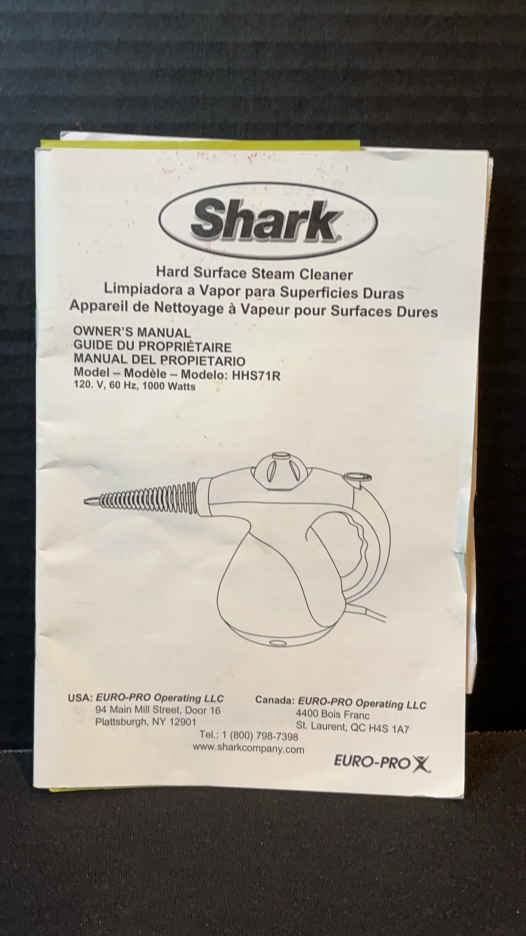 Shark
Hard Surface Steam Cleaner
Limpiadora a Vapor para Superficies Duras
Appareil de Nettoyage à Vapeur pour Surfaces Dures
OWNER'S MANUAL
GUIDE DU PROPRIÉTAIRE
MANUAL DEL PROPIETARIO
Model – Modèle – Modelo: HHS71R
120. V, 60 Hz, 1000 Watts
USA: EURO-PRO Operating LLC
94 Main Mill Street, Door 16
Plattsburgh, NY 12901
Canada: EURO-PRO Operating LLC
4400 Bois Franc
St. Laurent, QC H4S 1A7
Tel.: 1 (800) 798-7398
www.sharkcompany.com
EURO-PRO X